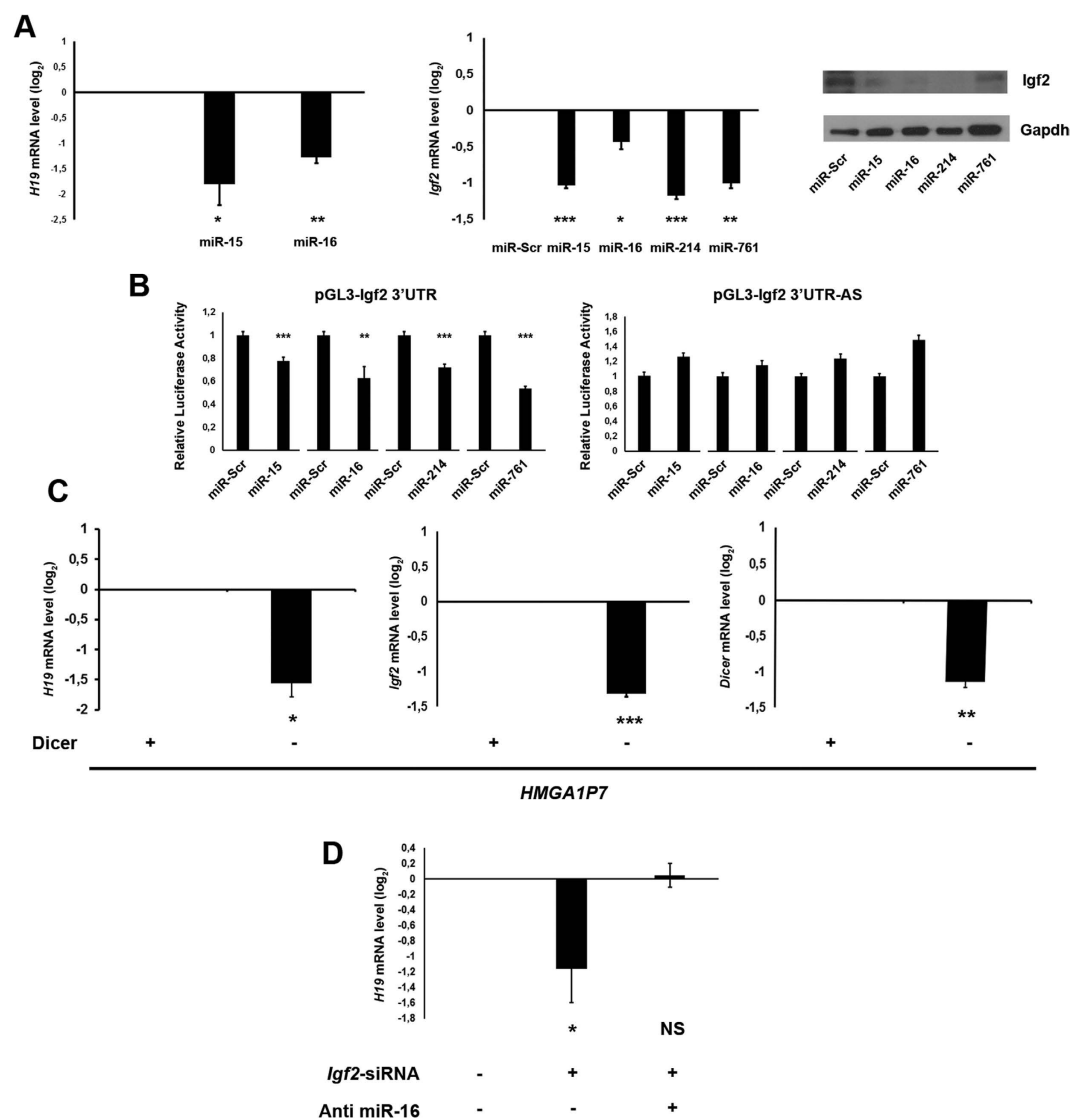 A
H19 mRNA level (log2)
1
0,5
0
-0,5
-1
-1,5
-2
-2,5
* **
miR-15 miR-16
Igf2 mRNA level (log2)
1
0,5
0
-0,5
-1
-1,5
*** * *** **
miR-Scr miR-15 miR-16 miR-214 miR-761
Igf2
Gapdh
miR-Scr miR-15 miR-16 miR-214 miR-761
B
pGL3-Igf2 3’UTR
Relative Luciferase Activity
1,2
1
0,8
0,6
0,4
0,2
0
*** ** *** ***
miR-Scr miR-15 miR-Scr miR-16 miR-Scr miR-214 miR-Scr miR-761
pGL3-Igf2 3’UTR-AS
Relative Luciferase Activity
1,8
1,6
1,4
1,2
1
0,8
0,6
0,4
0,2
0
miR-Scr miR-15 miR-Scr miR-16 miR-Scr miR-214 miR-Scr miR-761
C
H19 mRNA level (log2)
1
0,5
0
-0,5
-1
-1,5
-2
*
Igf2 mRNA level (log2)
1
0,5
0
-0,5
-1
-1,5
***
Dicer mRNA level (log2)
1
0,5
0
-0,5
-1
-1,5
**
Dicer + - + - + -
HMGA1P7
D
H19 mRNA level (log2)
0,4
0,2
0
-0,2
-0,4
-0,6
-0,8
-1
-1,2
-1,4
-1,6
-1,8
* NS
Igf2-siRNA - + +
Anti miR-16 - - +